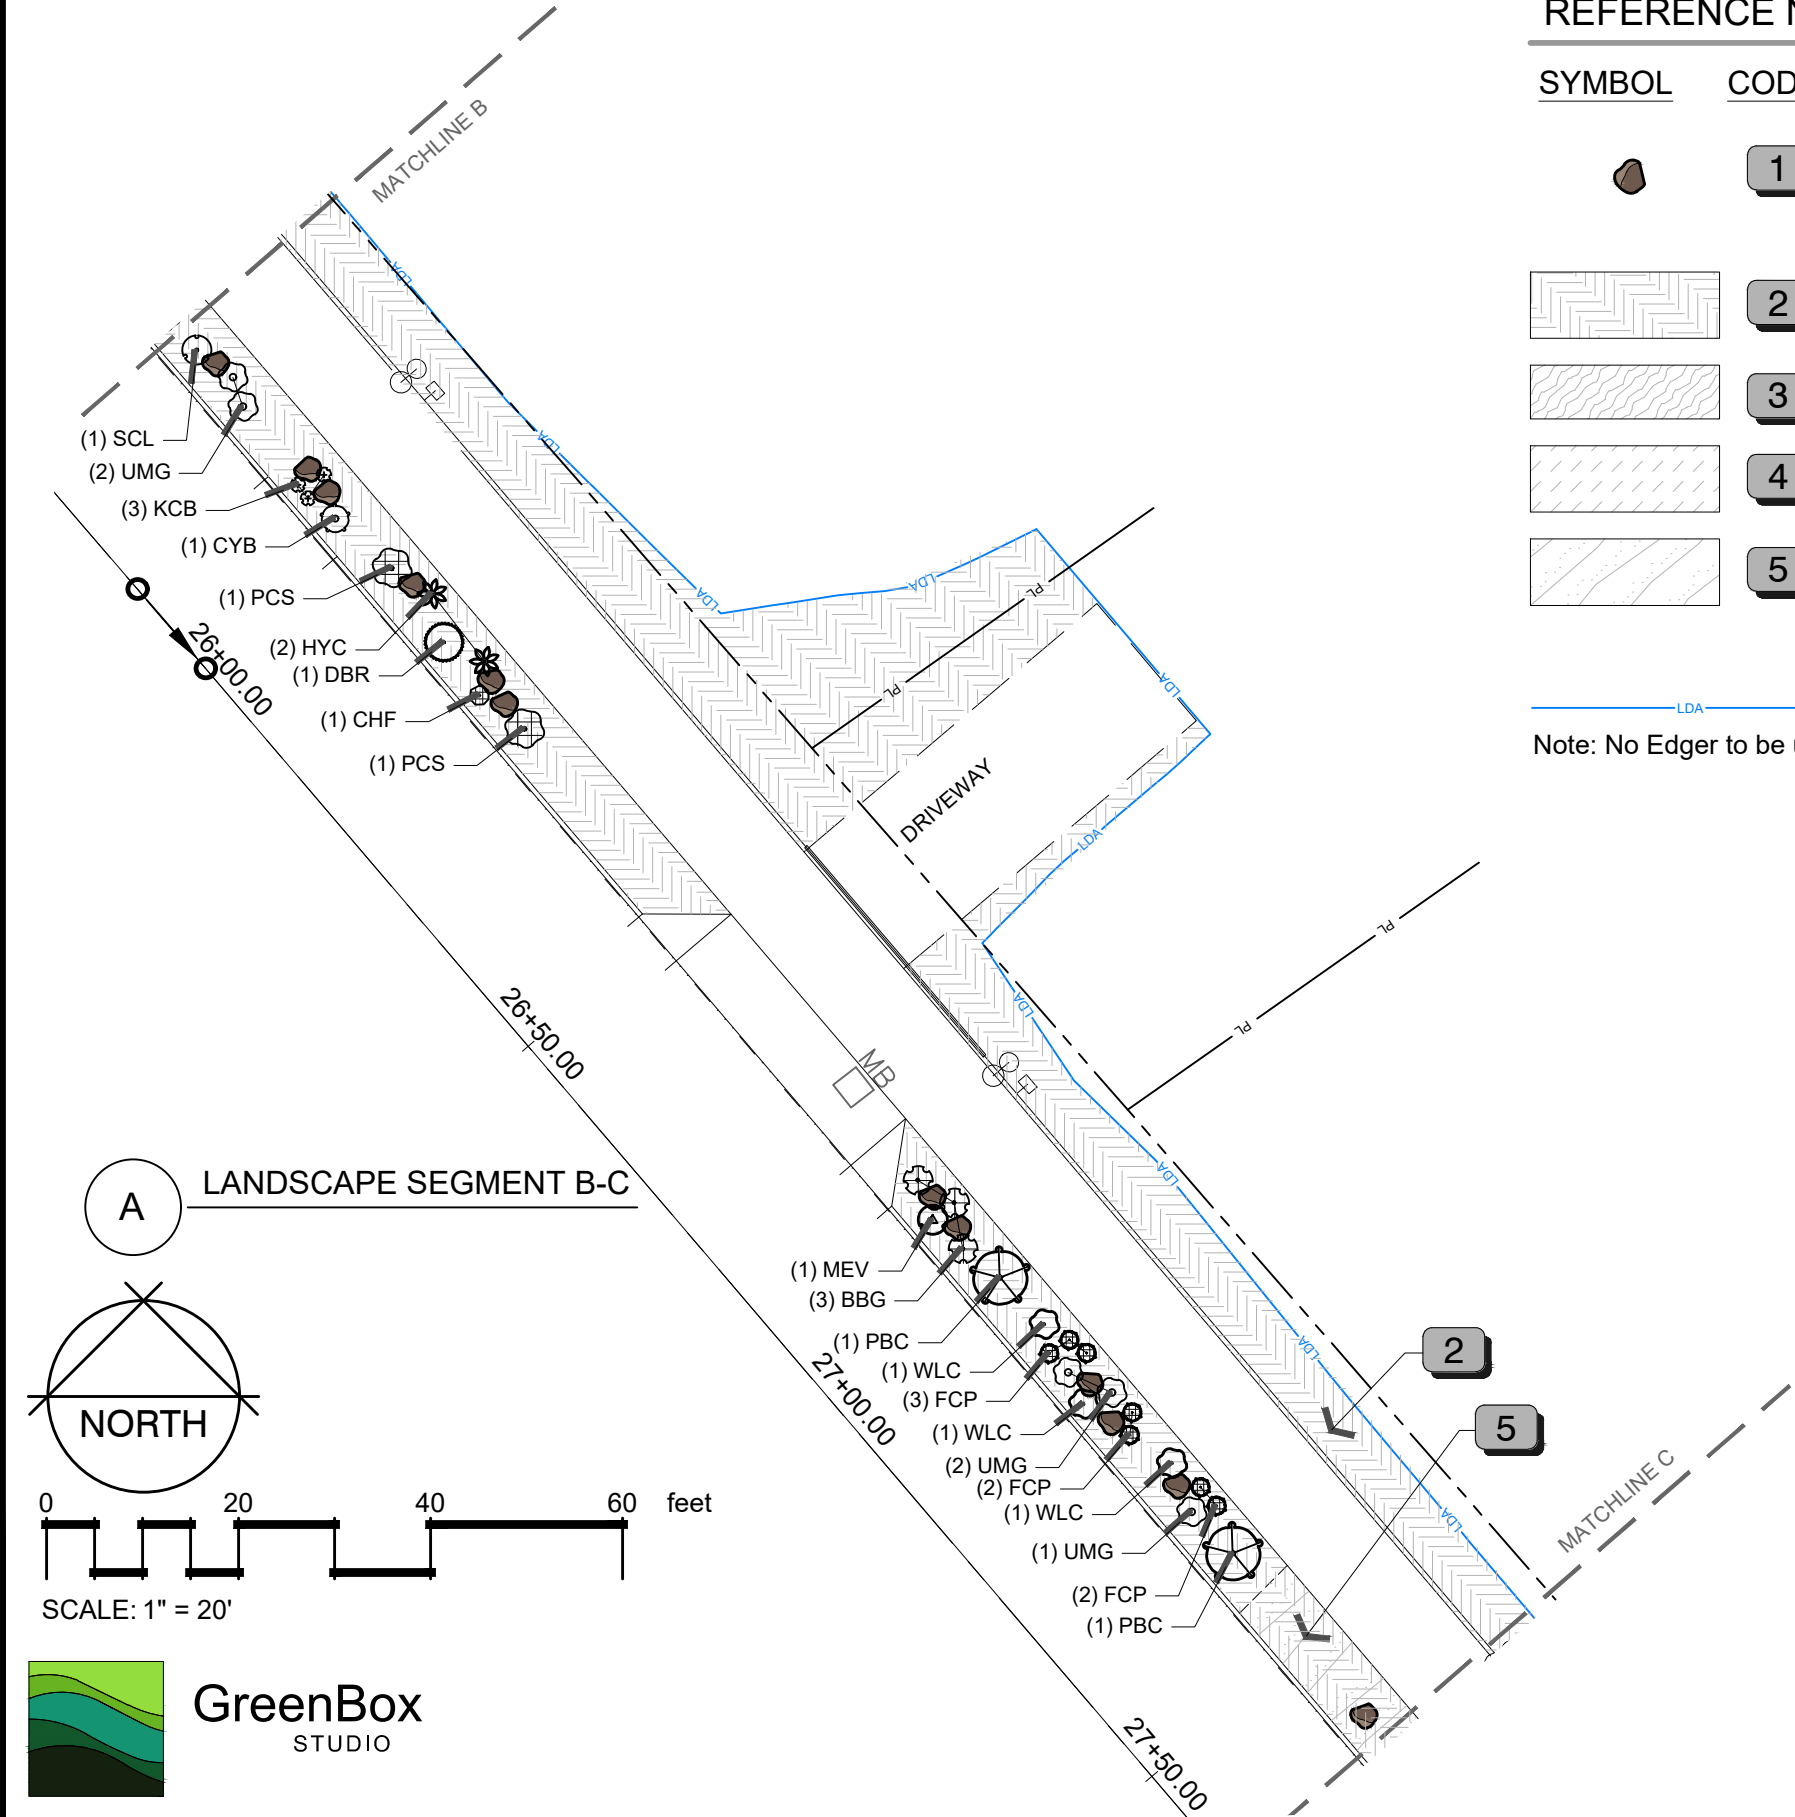 REFERENCE N
SYMBOL
COD
1
2
3
4
5
LDA
Note: No Edger to be
MATCHLINE B
LDA
LDA
LDA
LDA
LDA
LDA
LDA
LDA
LDA
LDA
PL
PL
PL
PL
DRIVEWAY
(1) SCL
(2) UMG
(3) KCB
(1) CYB
(1) PCS
(2) HYC
(1) DBR
(1) CHF
(1) PCS
26+00.00
26+50.00
MB
27+00.00
27+50.00
(1) MEV
(3) BBG
(1) PBC
(1) WLC
(3) FCP
(1) WLC
(2) UMG
(2) FCP
(1) WLC
(1) UMG
(2) FCP
(1) PBC
2
5
MATCHLINE C
A
LANDSCAPE SEGMENT B-C
NORTH
0 20 40 60 feet
SCALE: 1" = 20'
GreenBox
STUDIO